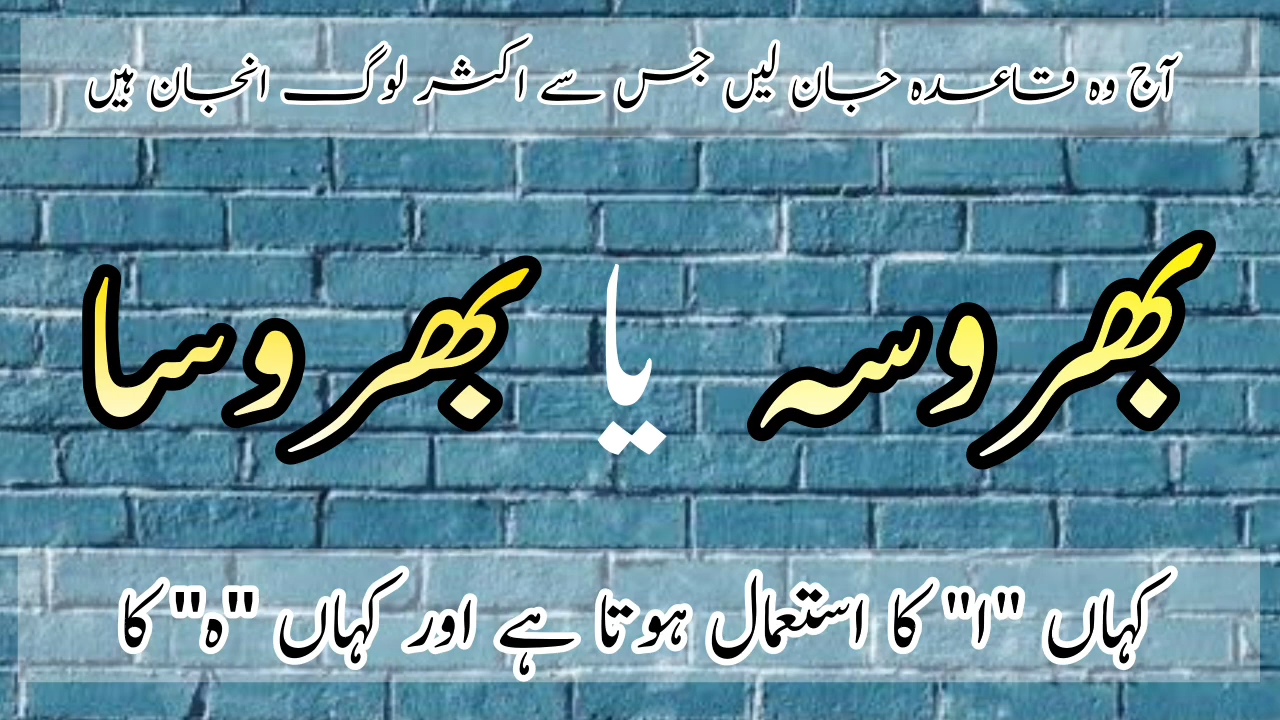 آج وہ قاعدہ جان لیں جس سے اکثر لوگ انجان ہیں
بھروسہ یا بھروسا
کہاں "ا" کا استعمال ہوتا ہے اور کہاں "ہ" کا